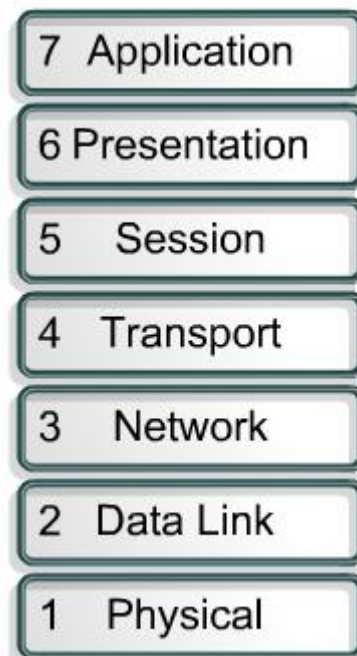 7 Application
6 Presentation
5 Session
4 Transport
3 Network
2 Data Link
1 Physical